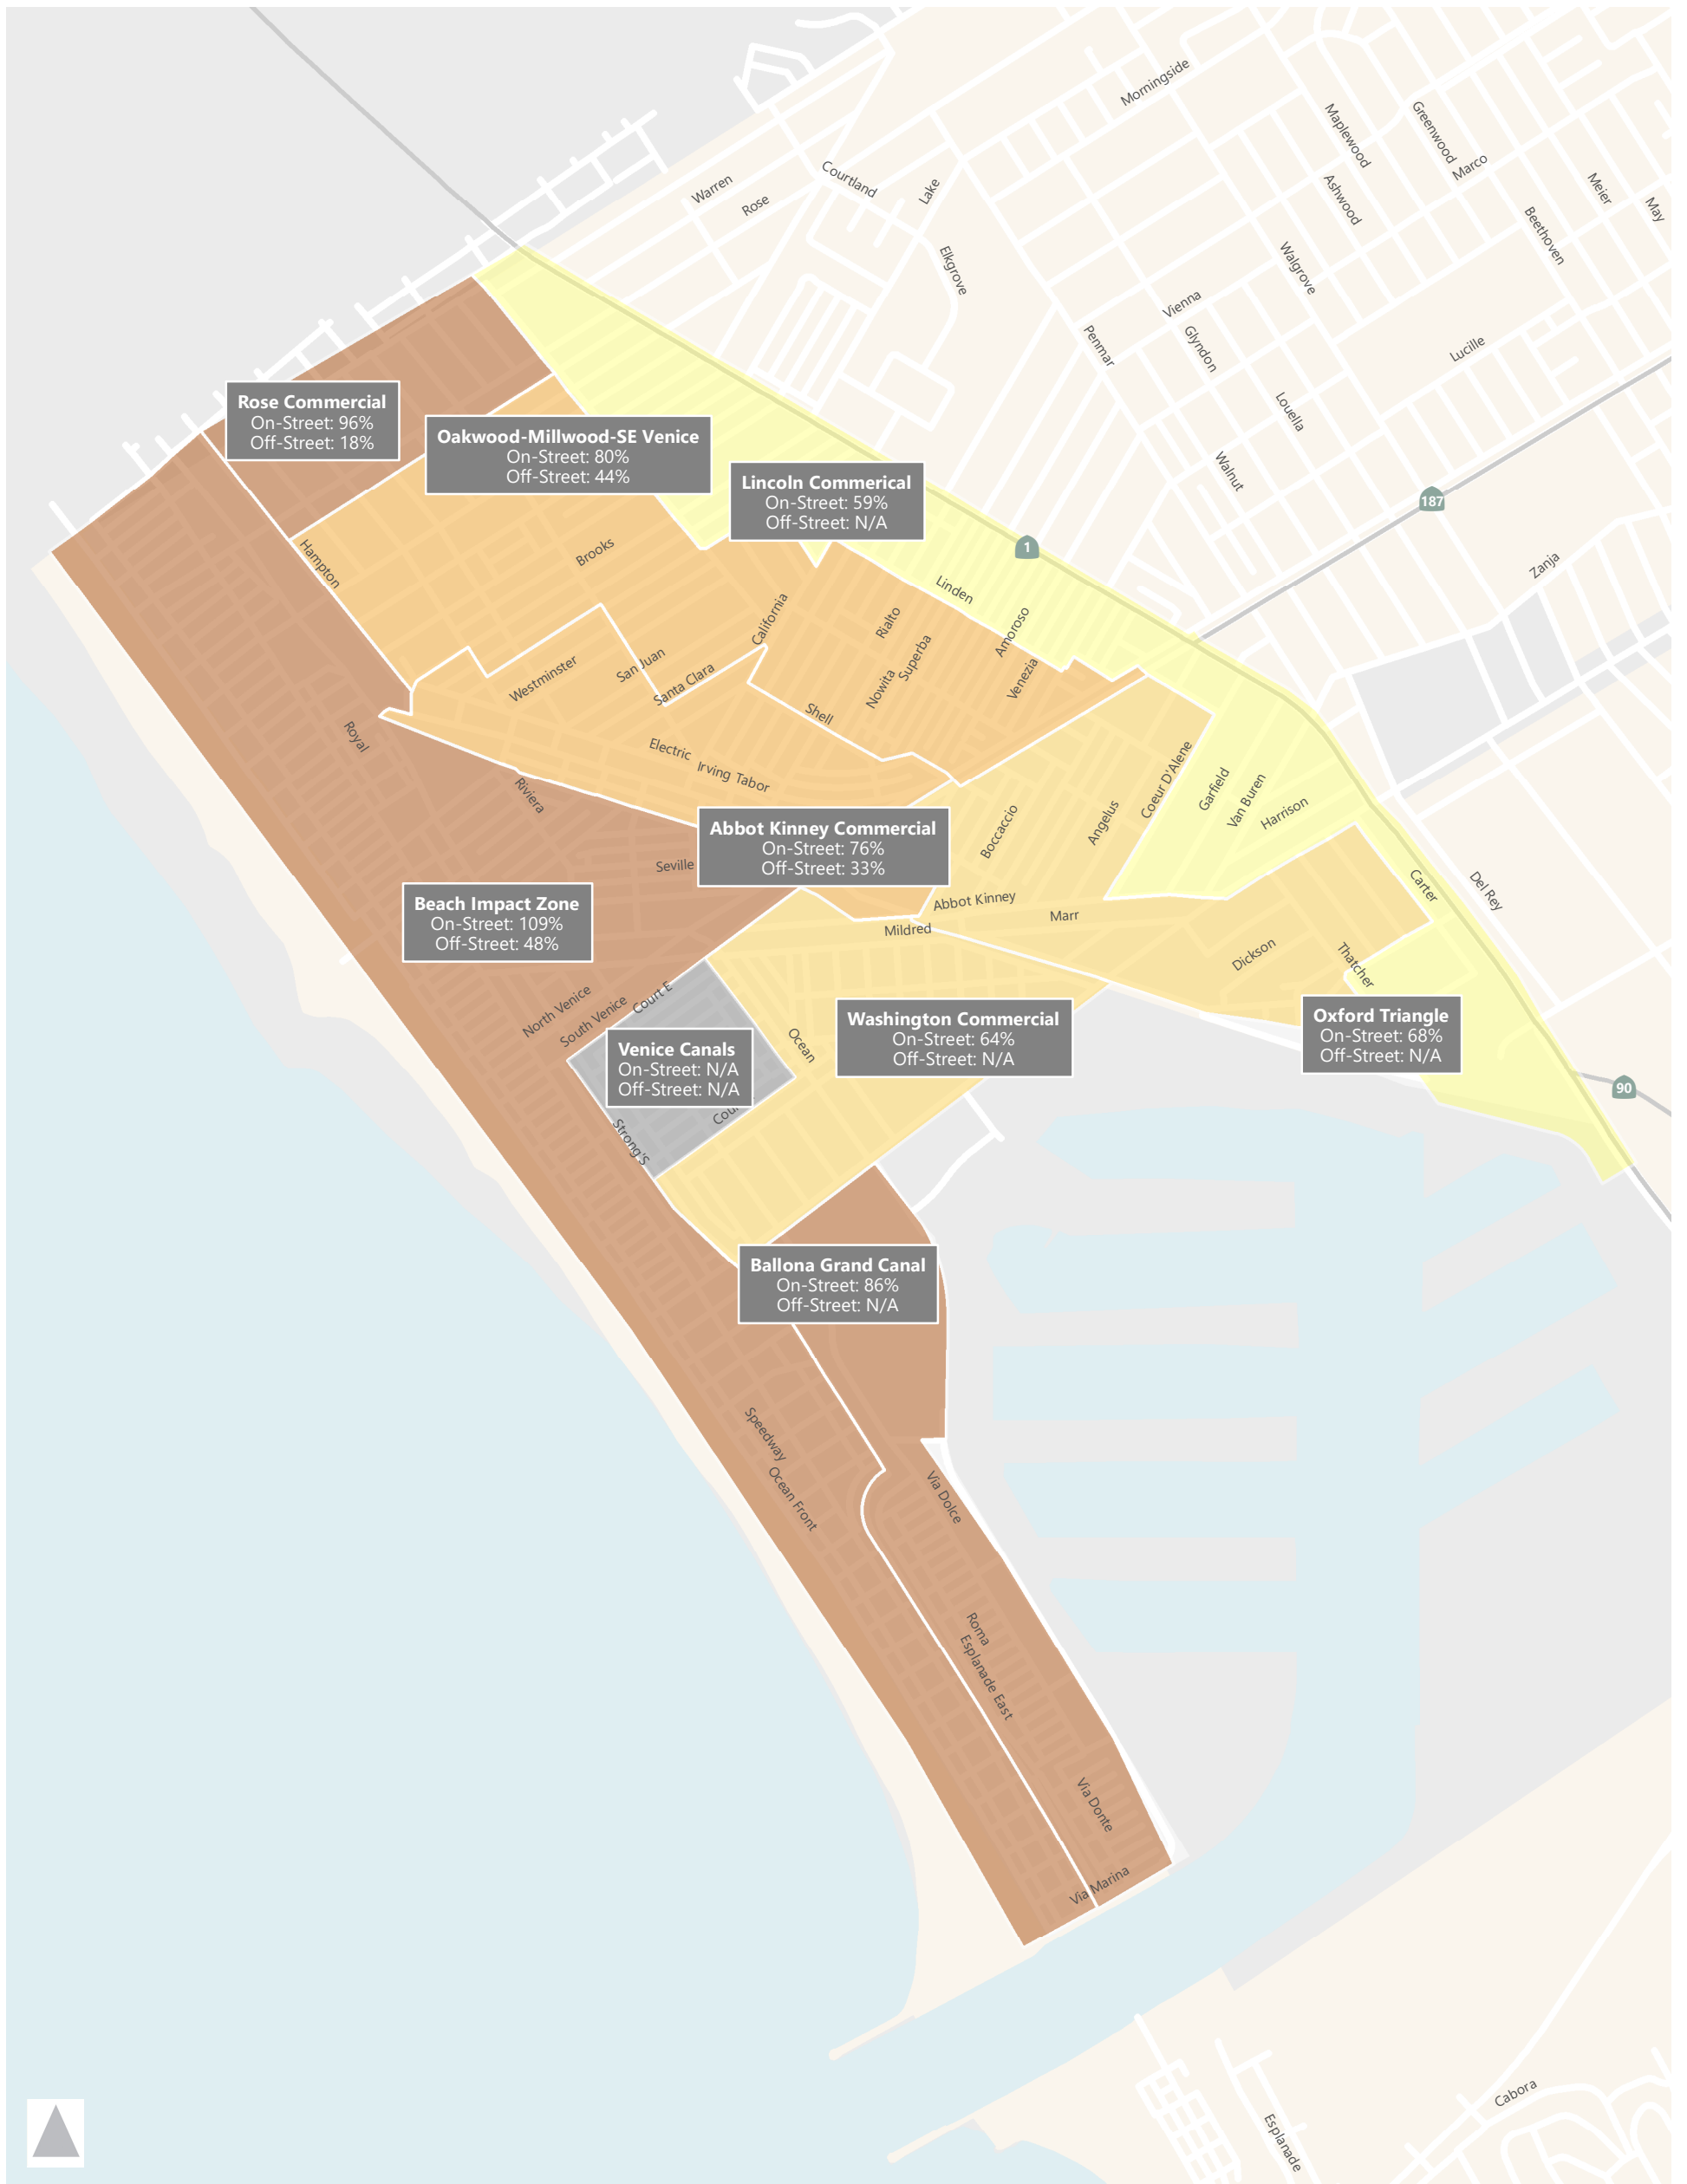 Morningside
Maplewood
Greenwood
Marco
Meier
May
Courtland
Warren
Rose
Lake
Ashwood
Beethoven
Walgrove
Elkgrove
Vienna
Glyndon
Penmar
Lucille
Louella
Walnut
187
1
Zanja
Rose Commercial
On-Street: 96%
Off-Street: 18%
Oakwood-Millwood-SE Venice
On-Street: 80%
Off-Street: 44%
Lincoln Commerical
On-Street: 59%
Off-Street: N/A
Hampton
Brooks
Linden
California
Rialto
Superba
Nowita
Amoroso
Venezia
Westminster
San Juan
Santa Clara
Shell
Royal
Electric
Irving Tabor
Riviera
Coeur D'Alene
Garfield
Van Buren
Harrison
Boccaccio
Angelus
Abbot Kinney Commercial
On-Street: 76%
Off-Street: 33%
Seville
Carter
Del Rey
Beach Impact Zone
On-Street: 109%
Off-Street: 48%
Abbot Kinney
Marr
Mildred
Dickson
Thatcher
North Venice
South Venice
Court E
Ocean
Washington Commercial
On-Street: 64%
Off-Street: N/A
Oxford Triangle
On-Street: 68%
Off-Street: N/A
Venice Canals
On-Street: N/A
Off-Street: N/A
90
Strong'S
Ballona Grand Canal
On-Street: 86%
Off-Street: N/A
Speedway
Ocean Front
Via Dolce
Roma
Esplanade East
Via Donte
Via Marina
Cabora
Esplanade